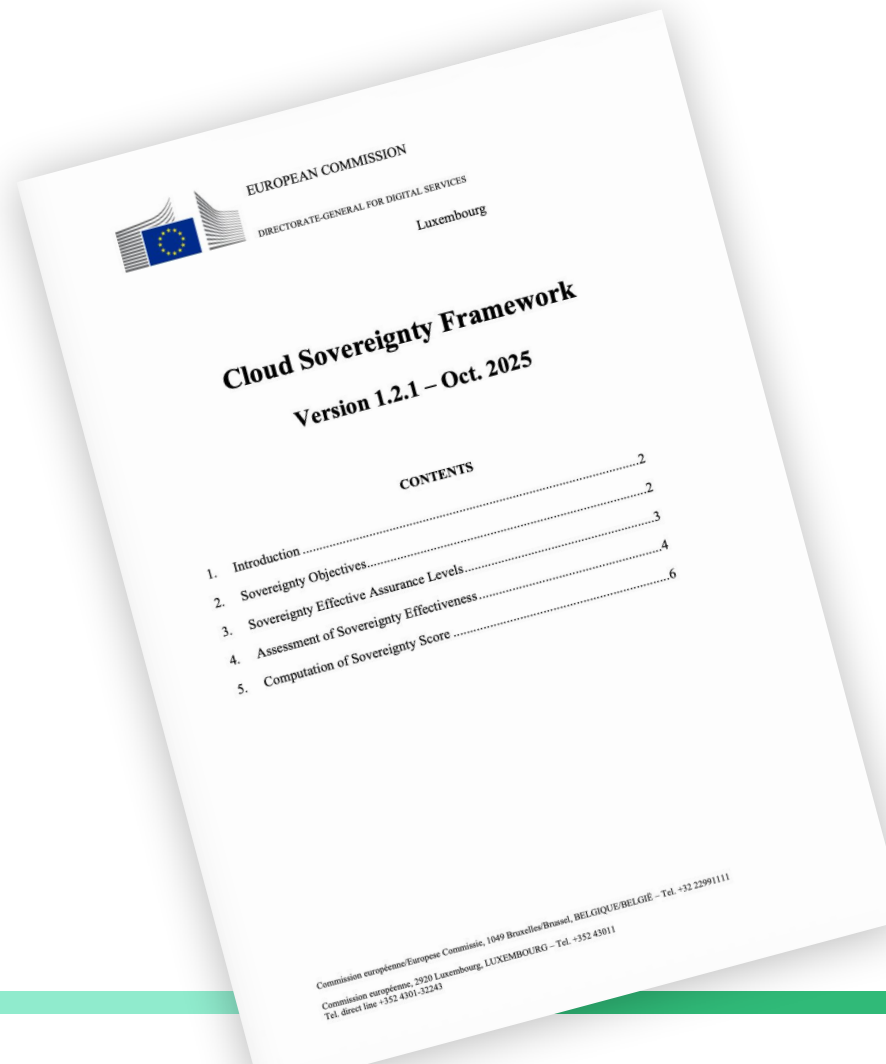 EUROPEAN COMMISSION
DIRECTORATE-GENERAL FOR DIGITAL SERVICES
Luxembourg
Cloud Sovereignty Framework
Version 1.2.1 – Oct. 2025
CONTENTS
1. Introduction ...............................................................................................2
2. Sovereignty Objectives...............................................................................2
3. Sovereignty Effective Assurance Levels.....................................................3
4. Assessment of Sovereignty Effectiveness...................................................4
5. Computation of Sovereignty Score ............................................................6
Commission européenne/Europese Commissie, 1049 Bruxelles/Brussel, BELGIQUE/BELGIË – Tel. +32 22991111
Commission européenne, 2920 Luxembourg, LUXEMBOURG – Tel. +352 43011
Tel. direct line +352 4301-32243